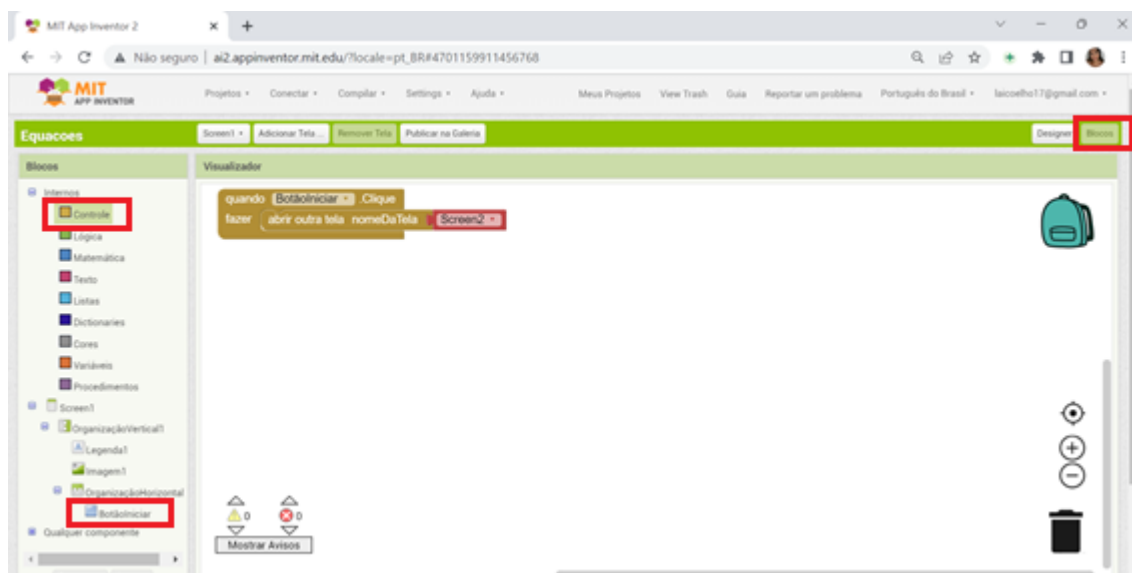 MIT App Inventor 2
Não seguro | ai2.appinventor.mit.edu/?locale=pt_BR#4701159911456768
MIT
APP INVENTOR
Projetos Conectar Compilar Settings Ajuda Meus Projetos View Trash Guia Reportar um problema Português do Brasil laicoelho17@gmail.com
Equacoes Screen1 Adicionar Tela ... Remover Tela Publicar na Galeria Designer Blocos
Blocos
Internos
Controle
Lógica
Matemática
Texto
Listas
Dictionaries
Cores
Variáveis
Procedimentos
Screen1
OrganizaçãoVertical1
Legenda1
Imagem1
OrganizaçãoHorizontal
BotãoIniciar
Qualquer componente
Visualizador
quando BotãoIniciar .Clique
fazer abrir outra tela nomeDaTela Screen2
0 0
Mostrar Avisos